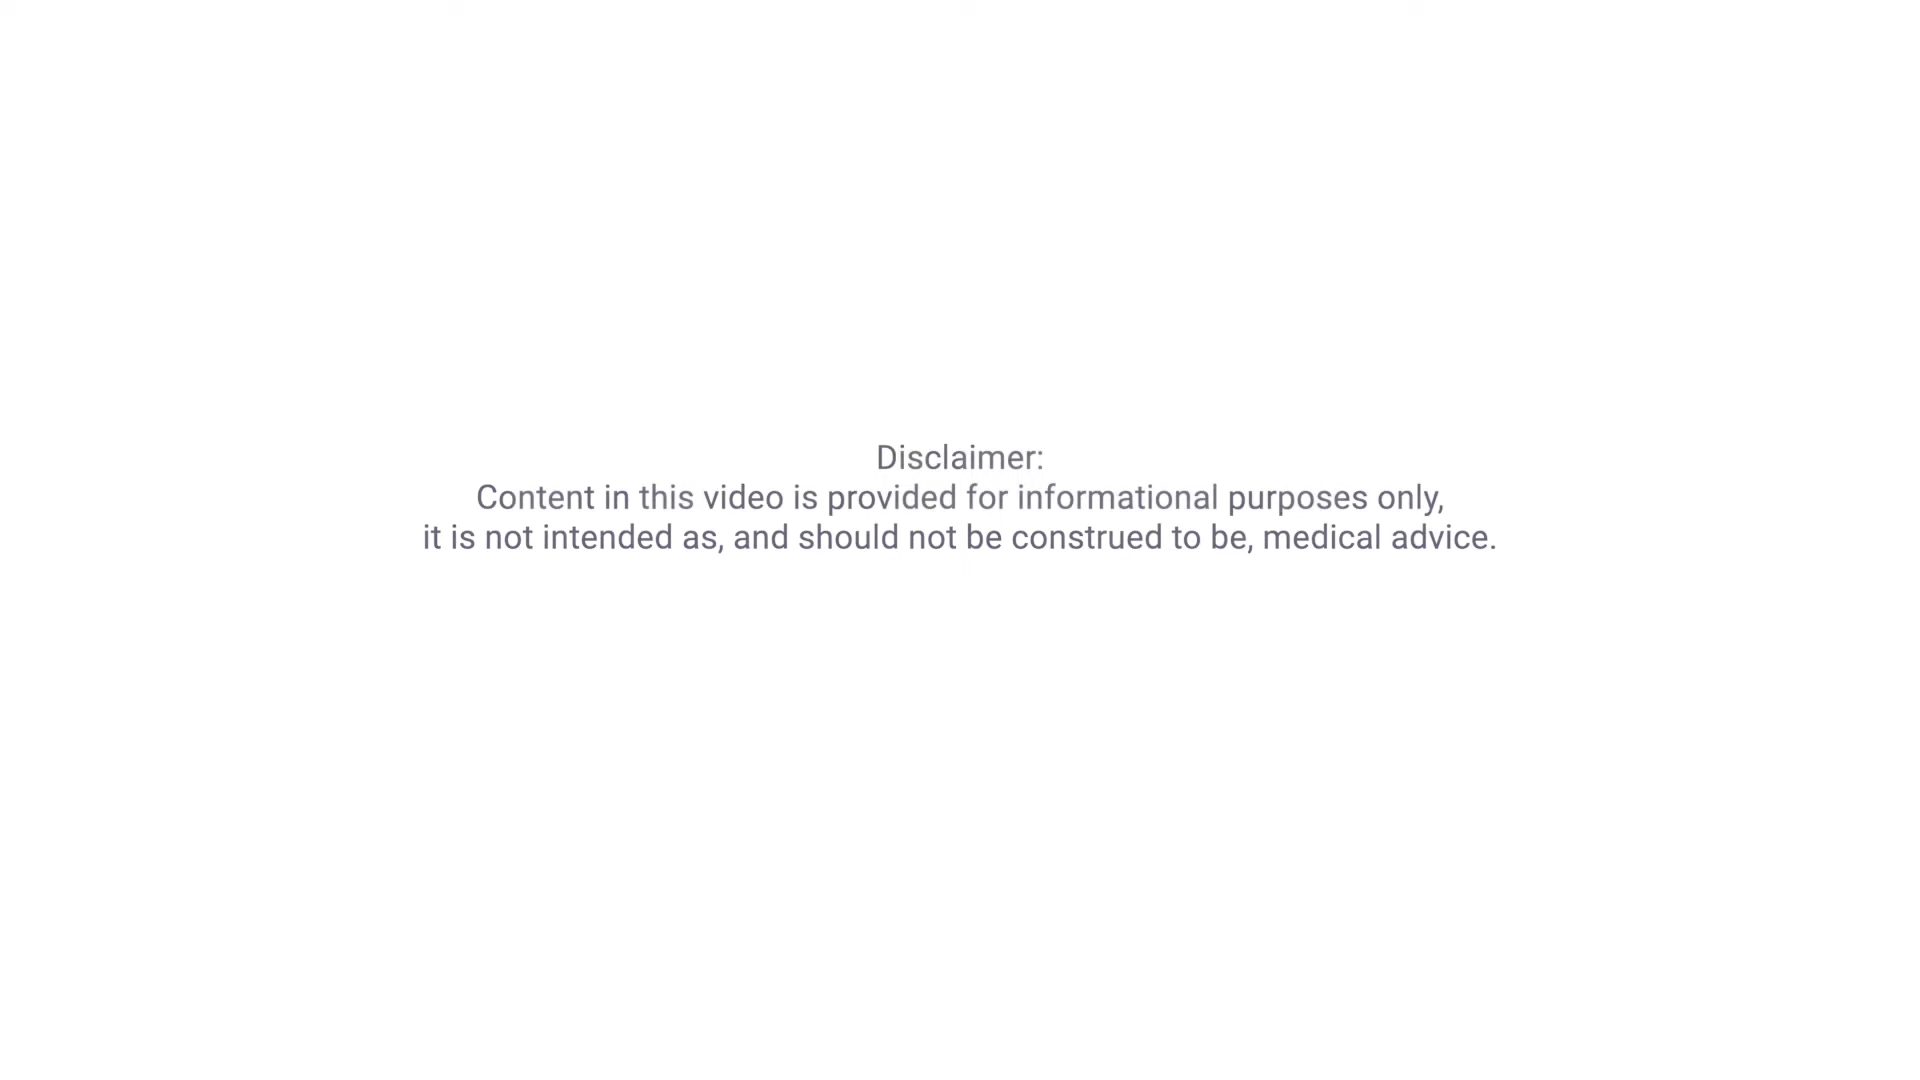 Disclaimer:
Content in this video is provided for informational purposes only,
it is not intended as, and should not be construed to be, medical advice.